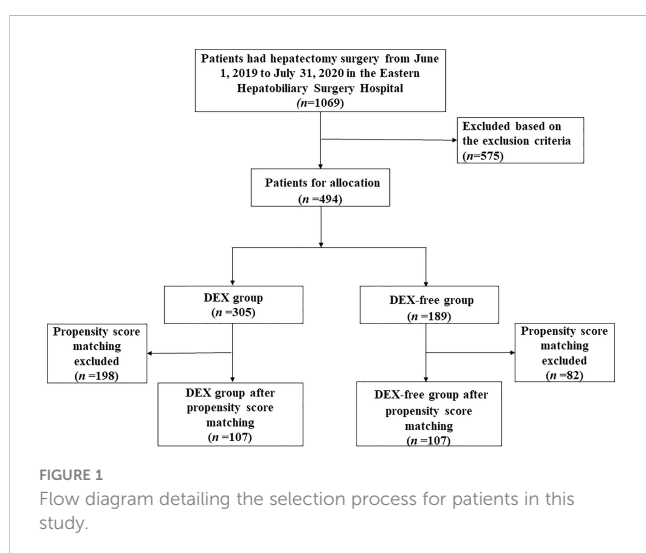 Patients had hepatectomy surgery from June
1, 2019 to July 31, 2020 in the Eastern
Hepatobiliary Surgery Hospital
(n=1069)
Excluded based on
the exclusion criteria
(n=575)
Patients for allocation
(n =494)
DEX group
(n =305)
DEX-free group
(n =189)
Propensity score
matching
excluded
(n =198)
Propensity score
matching
excluded
(n =82)
DEX group after
propensity score
matching
(n =107)
DEX-free group after
propensity score
matching
(n =107)
FIGURE 1
Flow diagram detailing the selection process for patients in this
study.